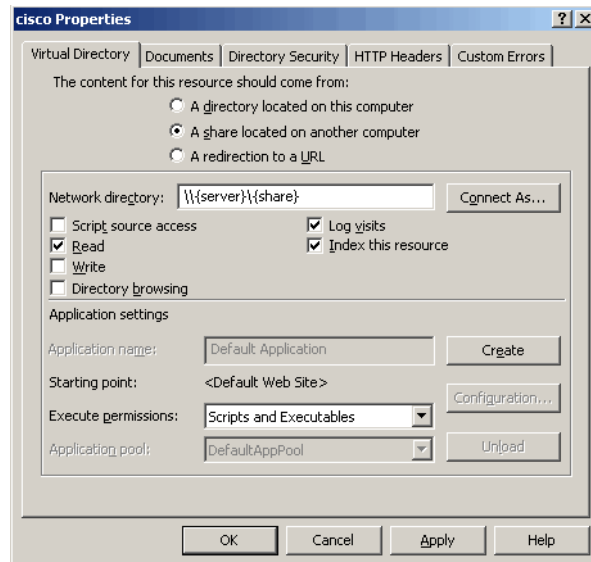 cisco Properties
Virtual Directory Documents Directory Security HTTP Headers Custom Errors
The content for this resource should come from:
A directory located on this computer
A share located on another computer
A redirection to a URL
Network directory: \\{server}\{share} Connect As...
Script source access Log visits
Read Index this resource
Write
Directory browsing
Application settings
Application name: Default Application Create
Starting point: <Default Web Site>
Configuration...
Execute permissions: Scripts and Executables
Application pool: DefaultAppPool Unload
OK Cancel Apply Help